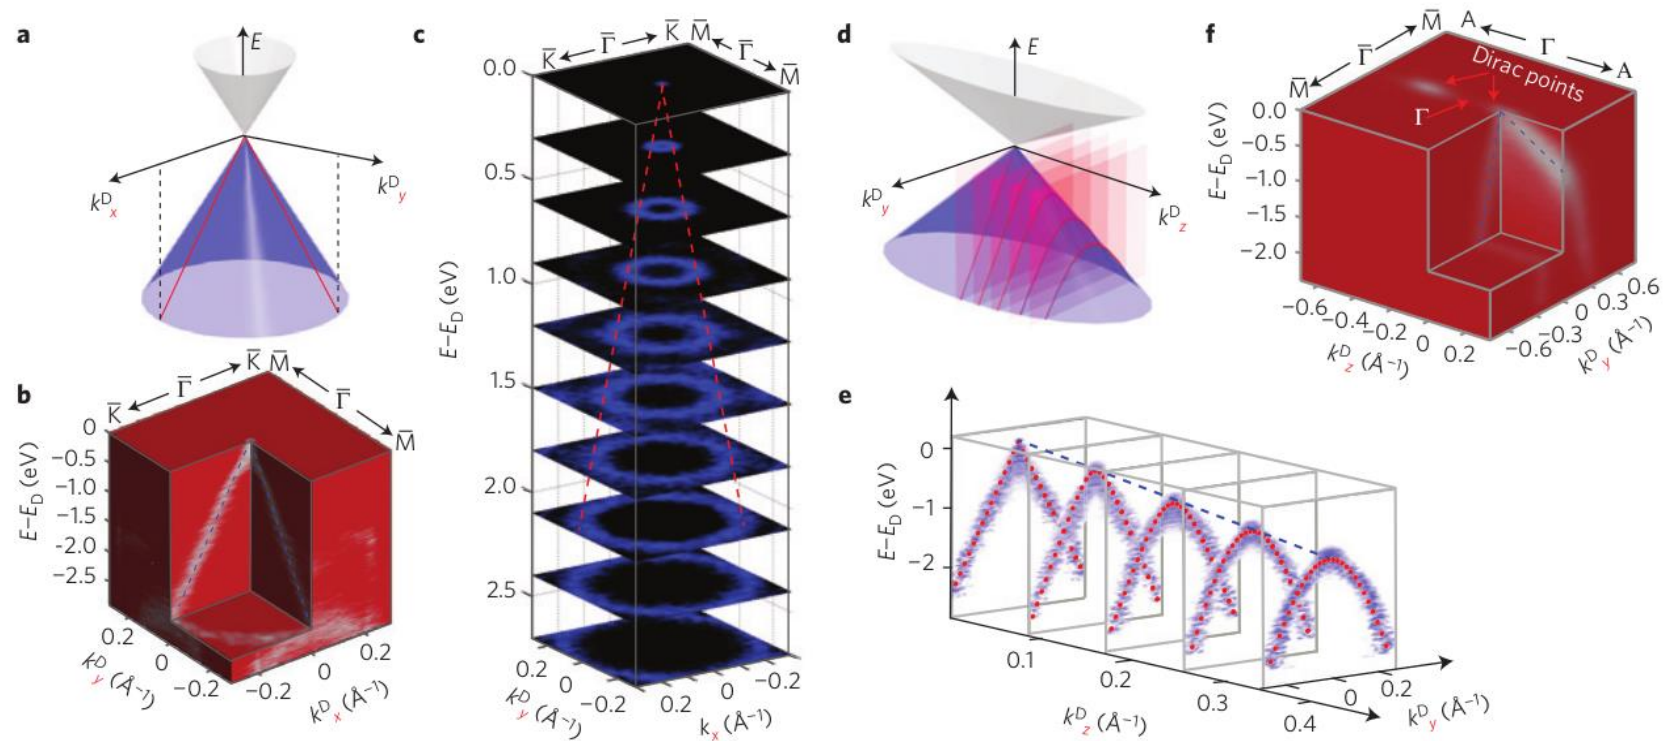 a
E
k^D_x
k^D_y
b
K̅ ← Γ̅ → K̅ M̅ ← Γ̅ → M̅
E–E_D (eV)
0
−0.5
−1.0
−1.5
−2.0
−2.5
0.2
0
−0.2
k^D_y (Å⁻¹)
−0.2
0
0.2
k^D_x (Å⁻¹)
c
K̅ ← Γ̅ → K̅ M̅ ← Γ̅ → M̅
E–E_D (eV)
0.0
0.5
1.0
1.5
2.0
2.5
0.2
0
−0.2
k^D_y (Å⁻¹)
0.2
0
−0.2
k_x (Å⁻¹)
d
E
k^D_y
k^D_z
e
E–E_D (eV)
0
−1
−2
0.1
0.2
0.3
0.4
k^D_z (Å⁻¹)
0
0.2
k^D_y (Å⁻¹)
f
M̅ ← Γ̅ → M̅ A ← Γ → A
Dirac points
Γ
E–E_D (eV)
0.0
−0.5
−1.0
−1.5
−2.0
−0.6
−0.4
−0.2
0
0.2
k^D_z (Å⁻¹)
−0.6
−0.3
0
0.3
0.6
k^D_y (Å⁻¹)